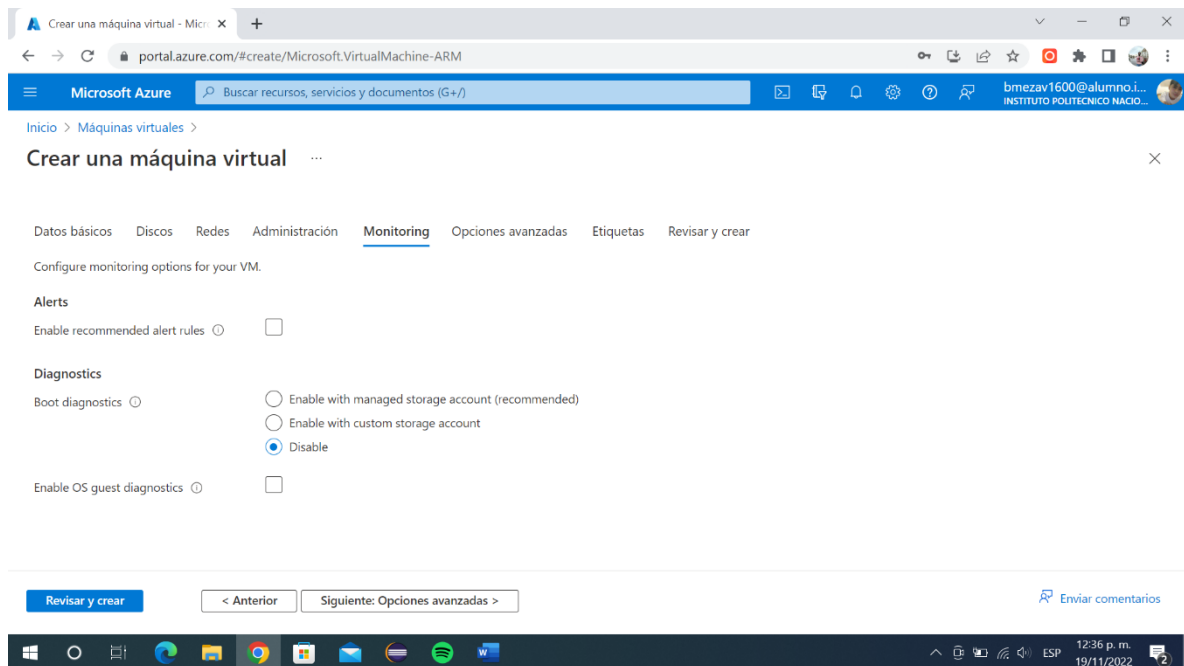 Crear una máquina virtual - Micr
portal.azure.com/#create/Microsoft.VirtualMachine-ARM
Microsoft Azure
Buscar recursos, servicios y documentos (G+/)
bmezav1600@alumno.i...
INSTITUTO POLITECNICO NACIO...
Inicio > Máquinas virtuales >
Crear una máquina virtual ...
Datos básicos Discos Redes Administración Monitoring Opciones avanzadas Etiquetas Revisar y crear
Configure monitoring options for your VM.
Alerts
Enable recommended alert rules
Diagnostics
Boot diagnostics
Enable with managed storage account (recommended)
Enable with custom storage account
Disable
Enable OS guest diagnostics
Revisar y crear
< Anterior
Siguiente: Opciones avanzadas >
Enviar comentarios
ESP
12:36 p. m.
19/11/2022
2